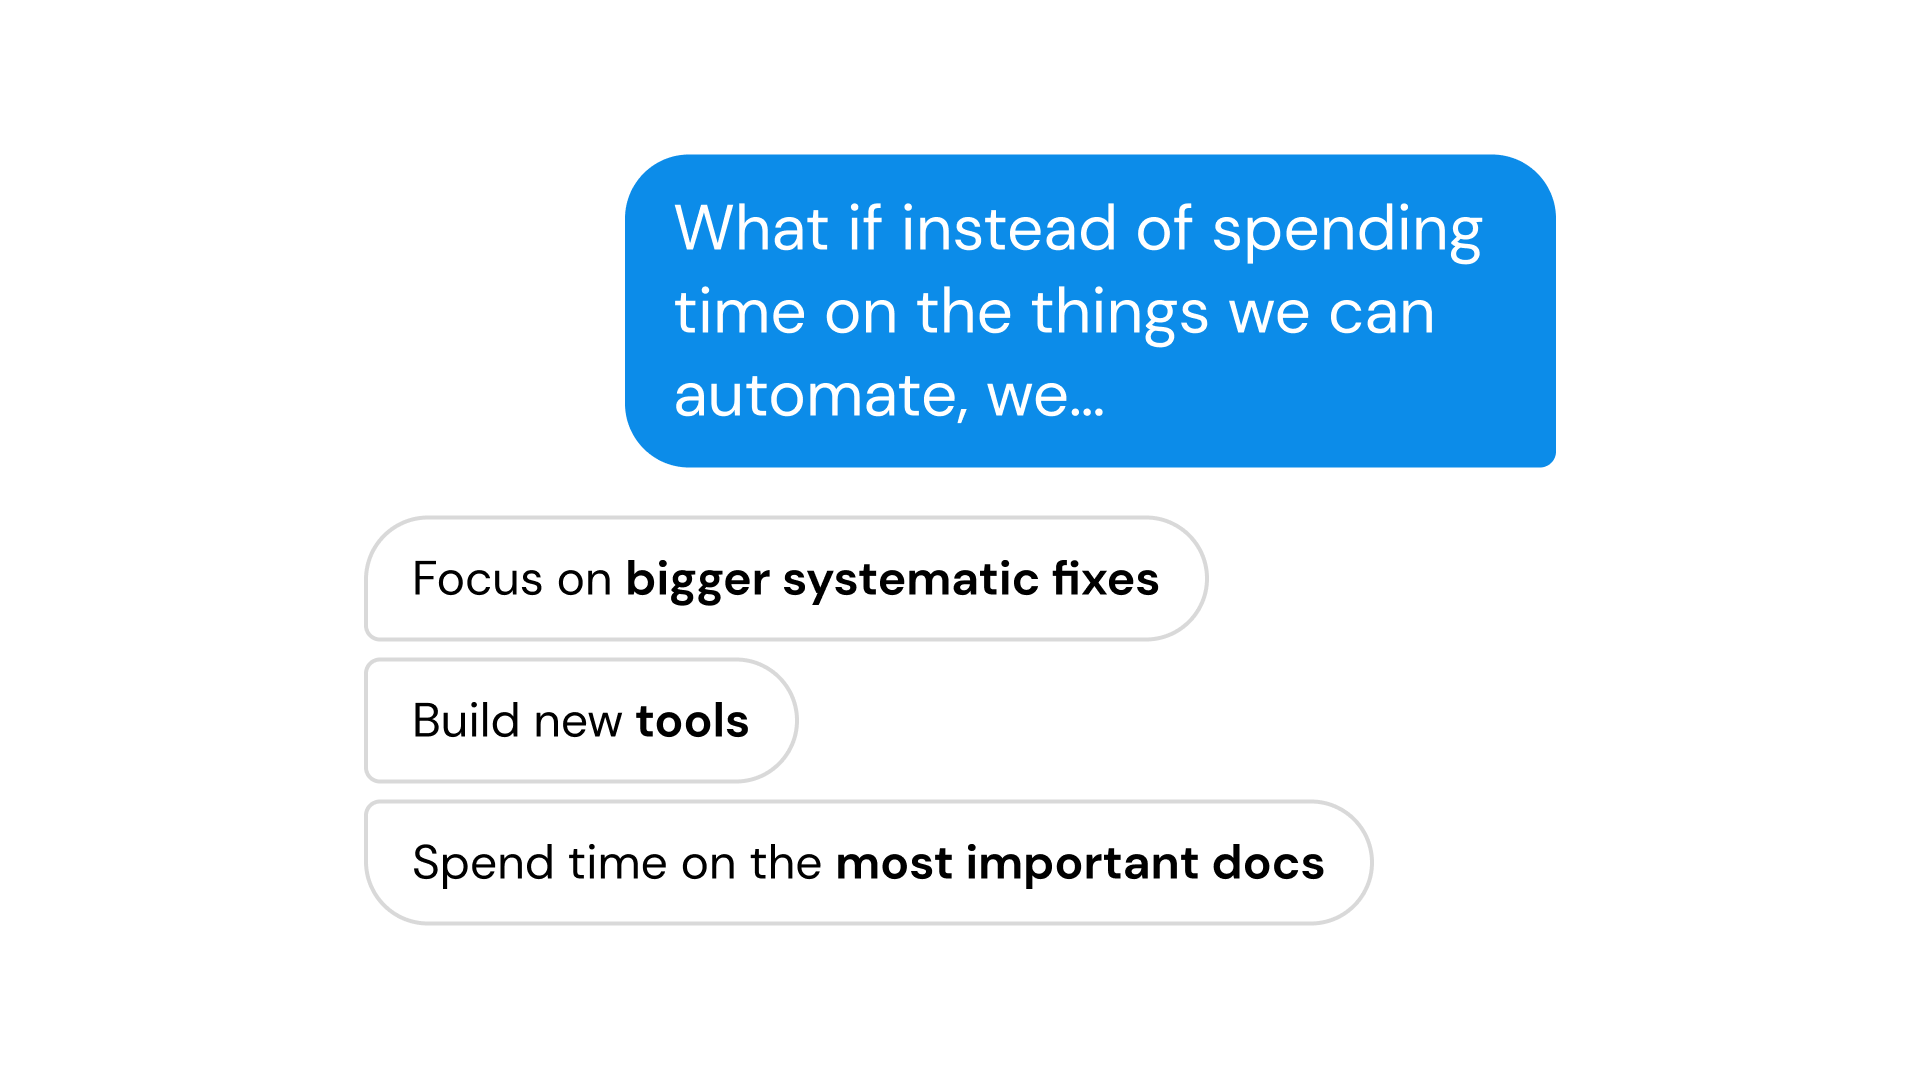 What if instead of spending
time on the things we can
automate, we...
Focus on bigger systematic fixes
Build new tools
Spend time on the most important docs